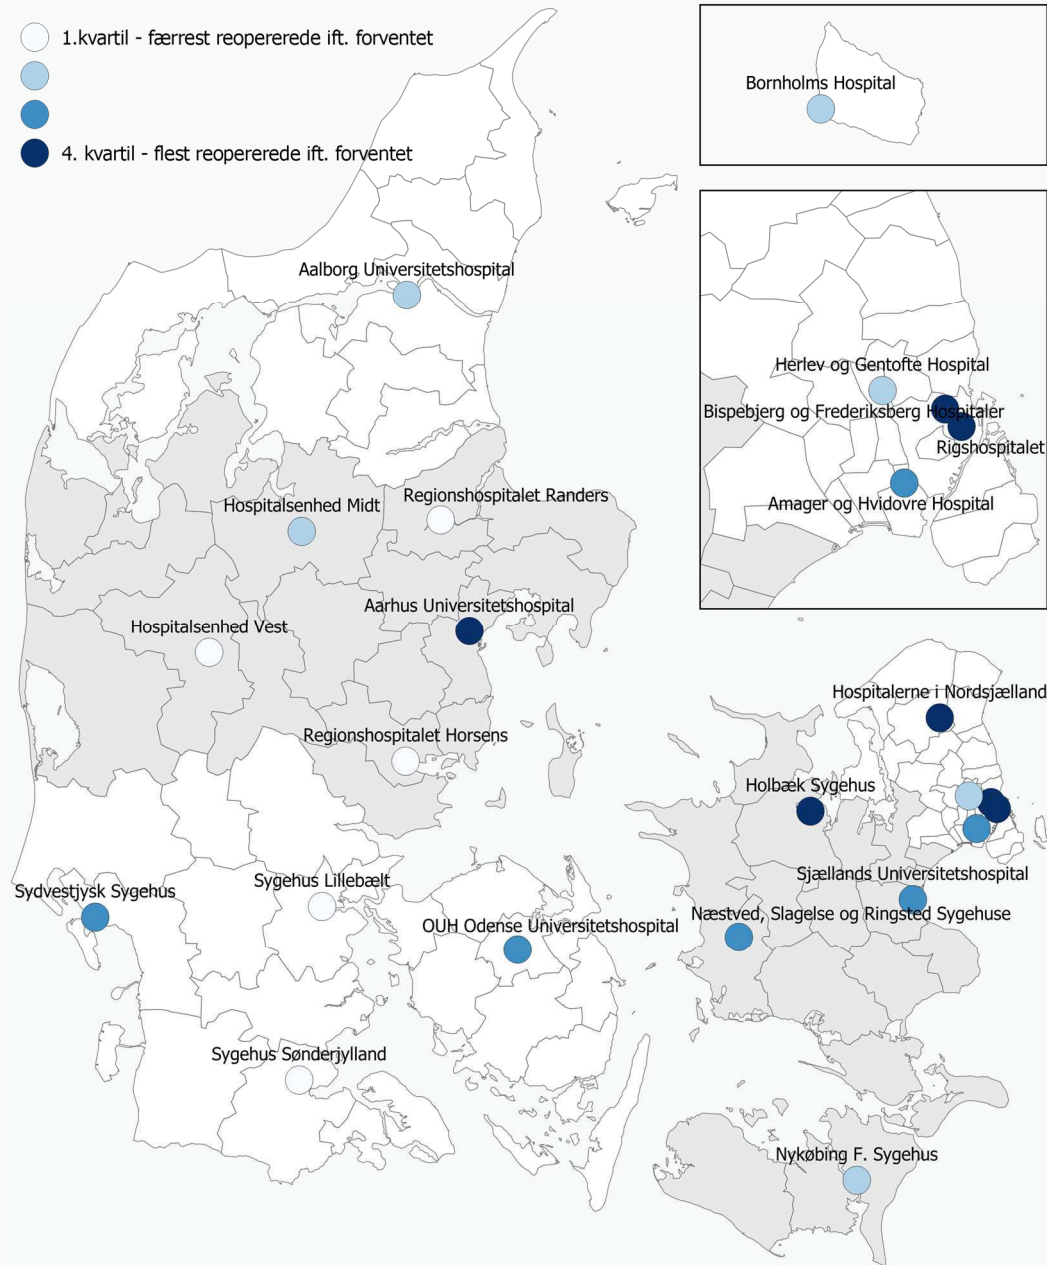 1.kvartil - færrest reopererede ift. forventet
4. kvartil - flest reopererede ift. forventet
Bornholms Hospital
Aalborg Universitetshospital
Herlev og Gentofte Hospital
Bispebjerg og Frederiksberg Hospitaler
Rigshospitalet
Amager og Hvidovre Hospital
Hospitalsenhed Midt
Regionshospitalet Randers
Aarhus Universitetshospital
Hospitalsenhed Vest
Regionshospitalet Horsens
Hospitalerne i Nordsjælland
Holbæk Sygehus
Sydvestjysk Sygehus
Sygehus Lillebælt
OUH Odense Universitetshospital
Sjællands Universitetshospital
Næstved, Slagelse og Ringsted Sygehuse
Sygehus Sønderjylland
Nykøbing F. Sygehus